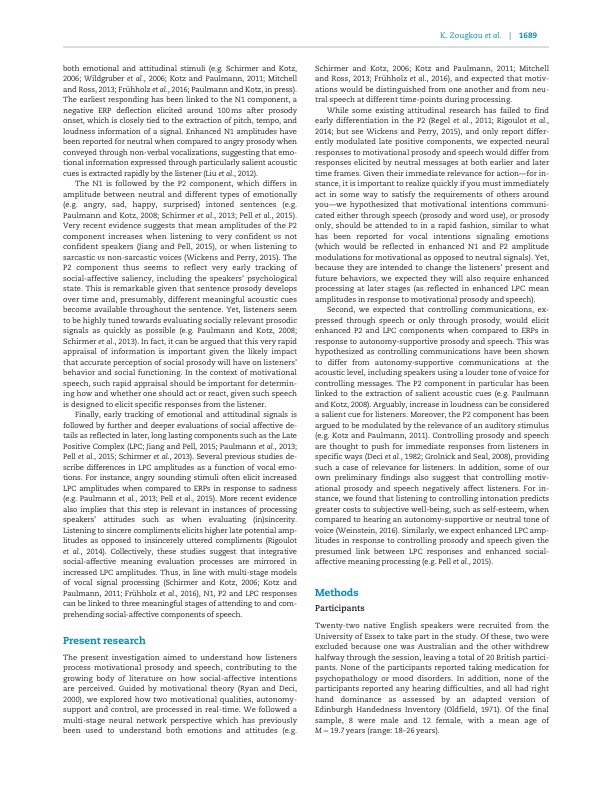 K. Zougkou et al. | 1689
both emotional and attitudinal stimuli (e.g. Schirmer and Kotz,
2006; Wildgruber et al., 2006; Kotz and Paulmann, 2011; Mitchell
and Ross, 2013; Frühholz et al., 2016; Paulmann and Kotz, in press).
The earliest responding has been linked to the N1 component, a
negative ERP deflection elicited around 100 ms after prosody
onset, which is closely tied to the extraction of pitch, tempo, and
loudness information of a signal. Enhanced N1 amplitudes have
been reported for neutral when compared to angry prosody when
conveyed through non-verbal vocalizations, suggesting that emo-
tional information expressed through particularly salient acoustic
cues is extracted rapidly by the listener (Liu et al., 2012).
The N1 is followed by the P2 component, which differs in
amplitude between neutral and different types of emotionally
(e.g. angry, sad, happy, surprised) intoned sentences (e.g.
Paulmann and Kotz, 2008; Schirmer et al., 2013; Pell et al., 2015).
Very recent evidence suggests that mean amplitudes of the P2
component increases when listening to very confident vs not
confident speakers (Jiang and Pell, 2015), or when listening to
sarcastic vs non-sarcastic voices (Wickens and Perry, 2015). The
P2 component thus seems to reflect very early tracking of
social-affective saliency, including the speakers' psychological
state. This is remarkable given that sentence prosody develops
over time and, presumably, different meaningful acoustic cues
become available throughout the sentence. Yet, listeners seem
to be highly tuned towards evaluating socially relevant prosodic
signals as quickly as possible (e.g. Paulmann and Kotz, 2008;
Schirmer et al., 2013). In fact, it can be argued that this very rapid
appraisal of information is important given the likely impact
that accurate perception of social prosody will have on listeners'
behavior and social functioning. In the context of motivational
speech, such rapid appraisal should be important for determin-
ing how and whether one should act or react, given such speech
is designed to elicit specific responses from the listener.
Finally, early tracking of emotional and attitudinal signals is
followed by further and deeper evaluations of social affective de-
tails as reflected in later, long lasting components such as the Late
Positive Complex (LPC; Jiang and Pell, 2015; Paulmann et al., 2013;
Pell et al., 2015; Schirmer et al., 2013). Several previous studies de-
scribe differences in LPC amplitudes as a function of vocal emo-
tions. For instance, angry sounding stimuli often elicit increased
LPC amplitudes when compared to ERPs in response to sadness
(e.g. Paulmann et al., 2013; Pell et al., 2015). More recent evidence
also implies that this step is relevant in instances of processing
speakers' attitudes such as when evaluating (in)sincerity.
Listening to sincere compliments elicits higher late potential amp-
litudes as opposed to insincerely uttered compliments (Rigoulot
et al., 2014). Collectively, these studies suggest that integrative
social-affective meaning evaluation processes are mirrored in
increased LPC amplitudes. Thus, in line with multi-stage models
of vocal signal processing (Schirmer and Kotz, 2006; Kotz and
Paulmann, 2011; Frühholz et al., 2016), N1, P2 and LPC responses
can be linked to three meaningful stages of attending to and com-
prehending social-affective components of speech.
Present research
The present investigation aimed to understand how listeners
process motivational prosody and speech, contributing to the
growing body of literature on how social-affective intentions
are perceived. Guided by motivational theory (Ryan and Deci,
2000), we explored how two motivational qualities, autonomy-
support and control, are processed in real-time. We followed a
multi-stage neural network perspective which has previously
been used to understand both emotions and attitudes (e.g.
Schirmer and Kotz, 2006; Kotz and Paulmann, 2011; Mitchell
and Ross, 2013; Frühholz et al., 2016), and expected that motiv-
ations would be distinguished from one another and from neu-
tral speech at different time-points during processing.
While some existing attitudinal research has failed to find
early differentiation in the P2 (Regel et al., 2011; Rigoulot et al.,
2014; but see Wickens and Perry, 2015), and only report differ-
ently modulated late positive components, we expected neural
responses to motivational prosody and speech would differ from
responses elicited by neutral messages at both earlier and later
time frames. Given their immediate relevance for action—for in-
stance, it is important to realize quickly if you must immediately
act in some way to satisfy the requirements of others around
you—we hypothesized that motivational intentions communi-
cated either through speech (prosody and word use), or prosody
only, should be attended to in a rapid fashion, similar to what
has been reported for vocal intentions signaling emotions
(which would be reflected in enhanced N1 and P2 amplitude
modulations for motivational as opposed to neutral signals). Yet,
because they are intended to change the listeners' present and
future behaviors, we expected they will also require enhanced
processing at later stages (as reflected in enhanced LPC mean
amplitudes in response to motivational prosody and speech).
Second, we expected that controlling communications, ex-
pressed through speech or only through prosody, would elicit
enhanced P2 and LPC components when compared to ERPs in
response to autonomy-supportive prosody and speech. This was
hypothesized as controlling communications have been shown
to differ from autonomy-supportive communications at the
acoustic level, including speakers using a louder tone of voice for
controlling messages. The P2 component in particular has been
linked to the extraction of salient acoustic cues (e.g. Paulmann
and Kotz, 2008). Arguably, increase in loudness can be considered
a salient cue for listeners. Moreover, the P2 component has been
argued to be modulated by the relevance of an auditory stimulus
(e.g. Kotz and Paulmann, 2011). Controlling prosody and speech
are thought to push for immediate responses from listeners in
specific ways (Deci et al., 1982; Grolnick and Seal, 2008), providing
such a case of relevance for listeners. In addition, some of our
own preliminary findings also suggest that controlling motiv-
ational prosody and speech negatively affect listeners. For in-
stance, we found that listening to controlling intonation predicts
greater costs to subjective well-being, such as self-esteem, when
compared to hearing an autonomy-supportive or neutral tone of
voice (Weinstein, 2016). Similarly, we expect enhanced LPC amp-
litudes in response to controlling prosody and speech given the
presumed link between LPC responses and enhanced social-
affective meaning processing (e.g. Pell et al., 2015).
Methods
Participants
Twenty-two native English speakers were recruited from the
University of Essex to take part in the study. Of these, two were
excluded because one was Australian and the other withdrew
halfway through the session, leaving a total of 20 British partici-
pants. None of the participants reported taking medication for
psychopathology or mood disorders. In addition, none of the
participants reported any hearing difficulties, and all had right
hand dominance as assessed by an adapted version of
Edinburgh Handedness Inventory (Oldfield, 1971). Of the final
sample, 8 were male and 12 female, with a mean age of
M = 19.7 years (range: 18–26 years).